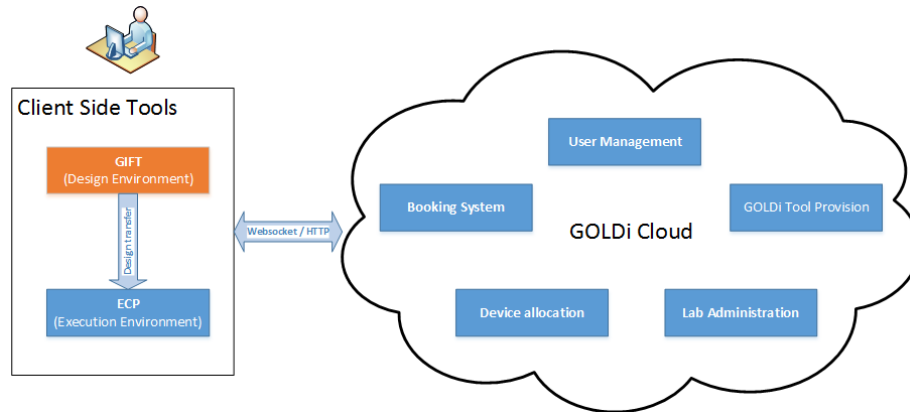 Client Side Tools
GIFT
(Design Environment)
Design transfer
ECP
(Execution Environment)
Websocket / HTTP
User Management
Booking System
GOLDi Tool Provision
GOLDi Cloud
Device allocation
Lab Administration